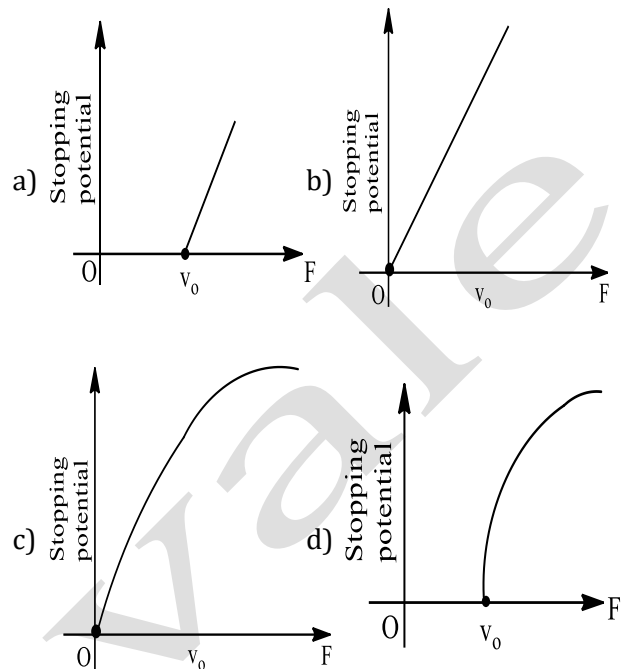 a)
Stopping
potential
O
v₀
F
b)
Stopping
potential
O
v₀
F
c)
Stopping
potential
O
v₀
F
d)
Stopping
potential
O
v₀
F
vale